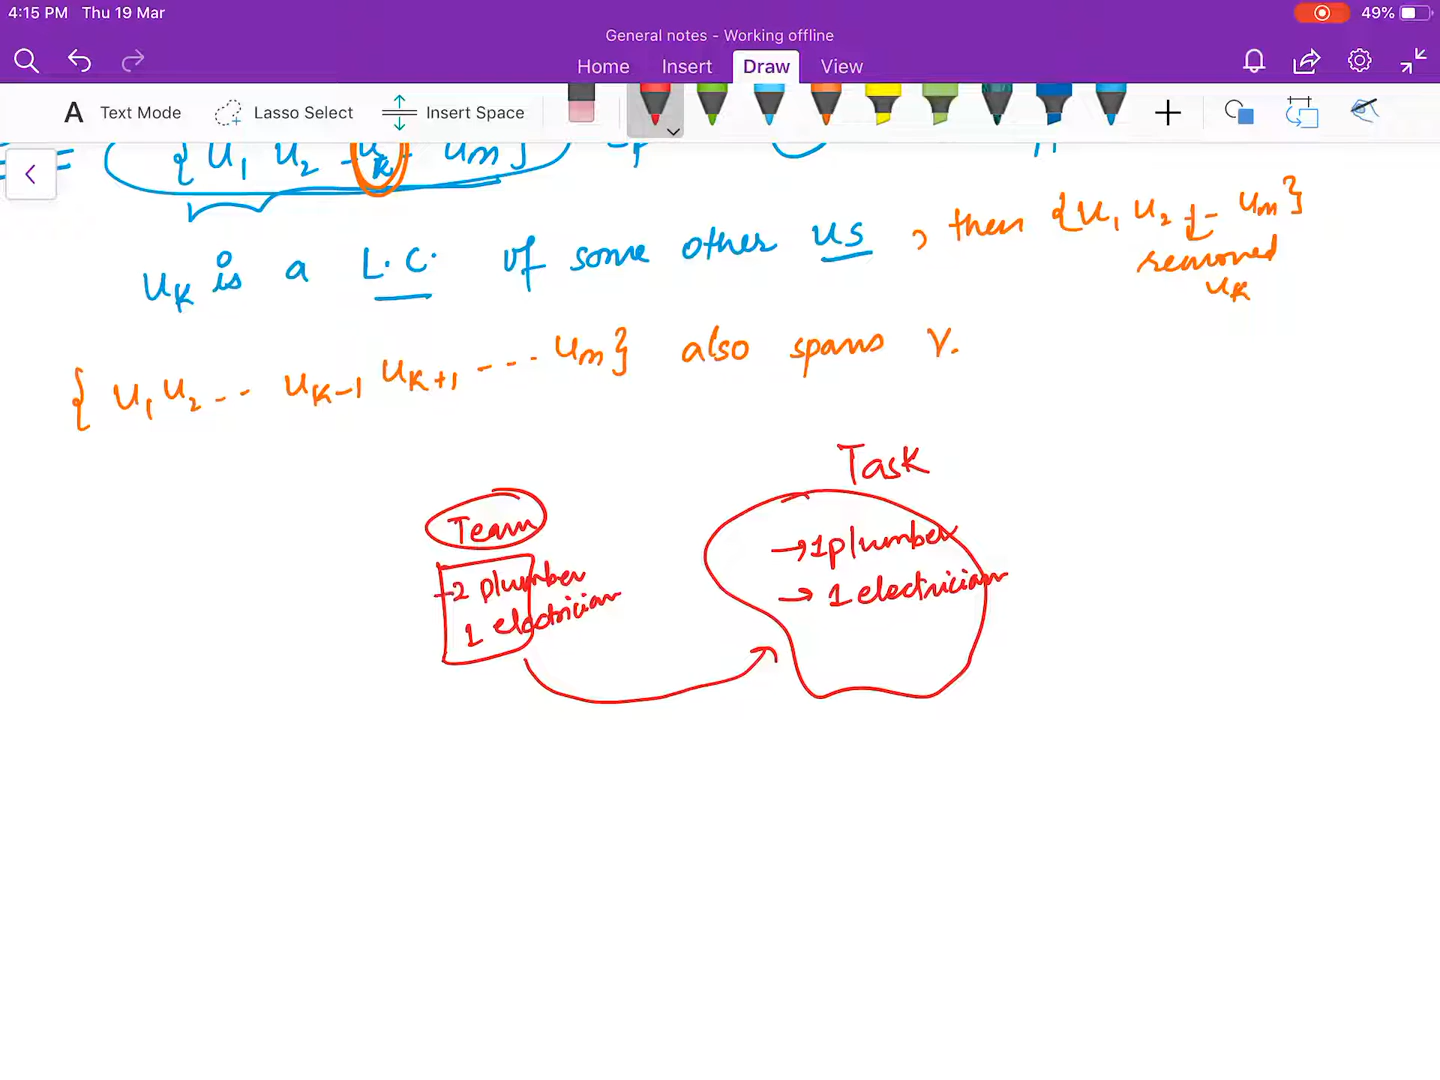 4:15 PM Thu 19 Mar
49%
General notes - Working offline
Home Insert Draw View
A Text Mode Lasso Select Insert Space
{ u1 u2 - uk - um }
uk is a L.C. of some other us , then { u1 u2 - - um }
removed
uk
{ u1 u2 -- uk-1 uk+1 --- um } also spans V.
Task
Team
→ 1 plumber
→ 1 electrician
-2 plumber
1 electrician